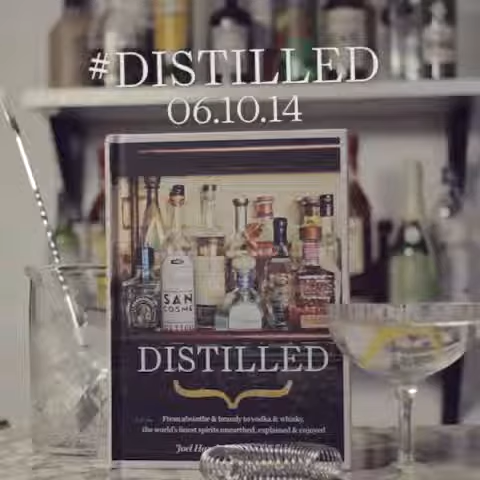 #DISTILLED
06.10.14
SAN
COSME
DISTILLED
From absinthe & brandy to vodka & whisky,
the world's finest spirits unearthed, explained & enjoyed
Joel